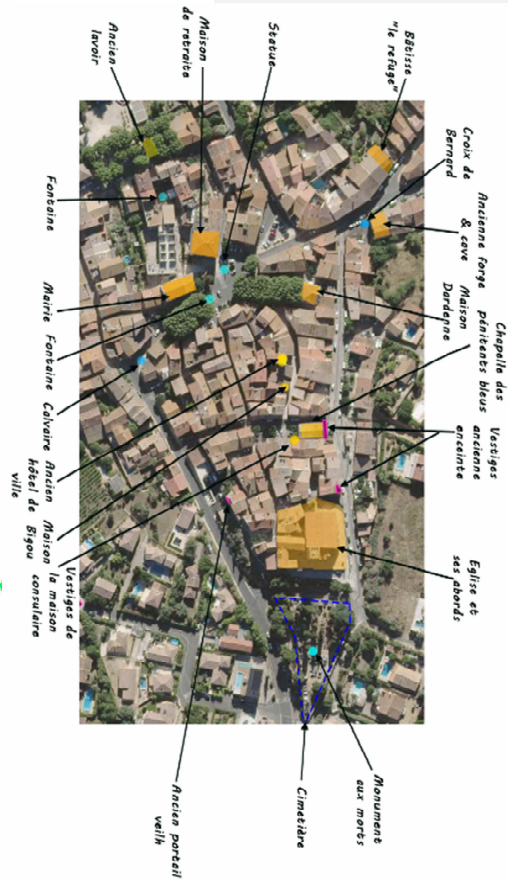 Bâtisse
"le refuge"
Croix de
Bernard
Ancienne forge
& cave
Maison
Dardenne
Chapelle des
pénitents bleus
Vestiges
ancienne
enceinte
Eglise et
ses abords
Monument
aux morts
Cimetière
Statue
Maison
de retraite
Ancien
lavoir
Fontaine
Mairie
Fontaine
Calvaire
Ancien
hôtel de
ville
Maison
Bigou
Vestiges de
la maison
consulaire
Ancien portail
veilh